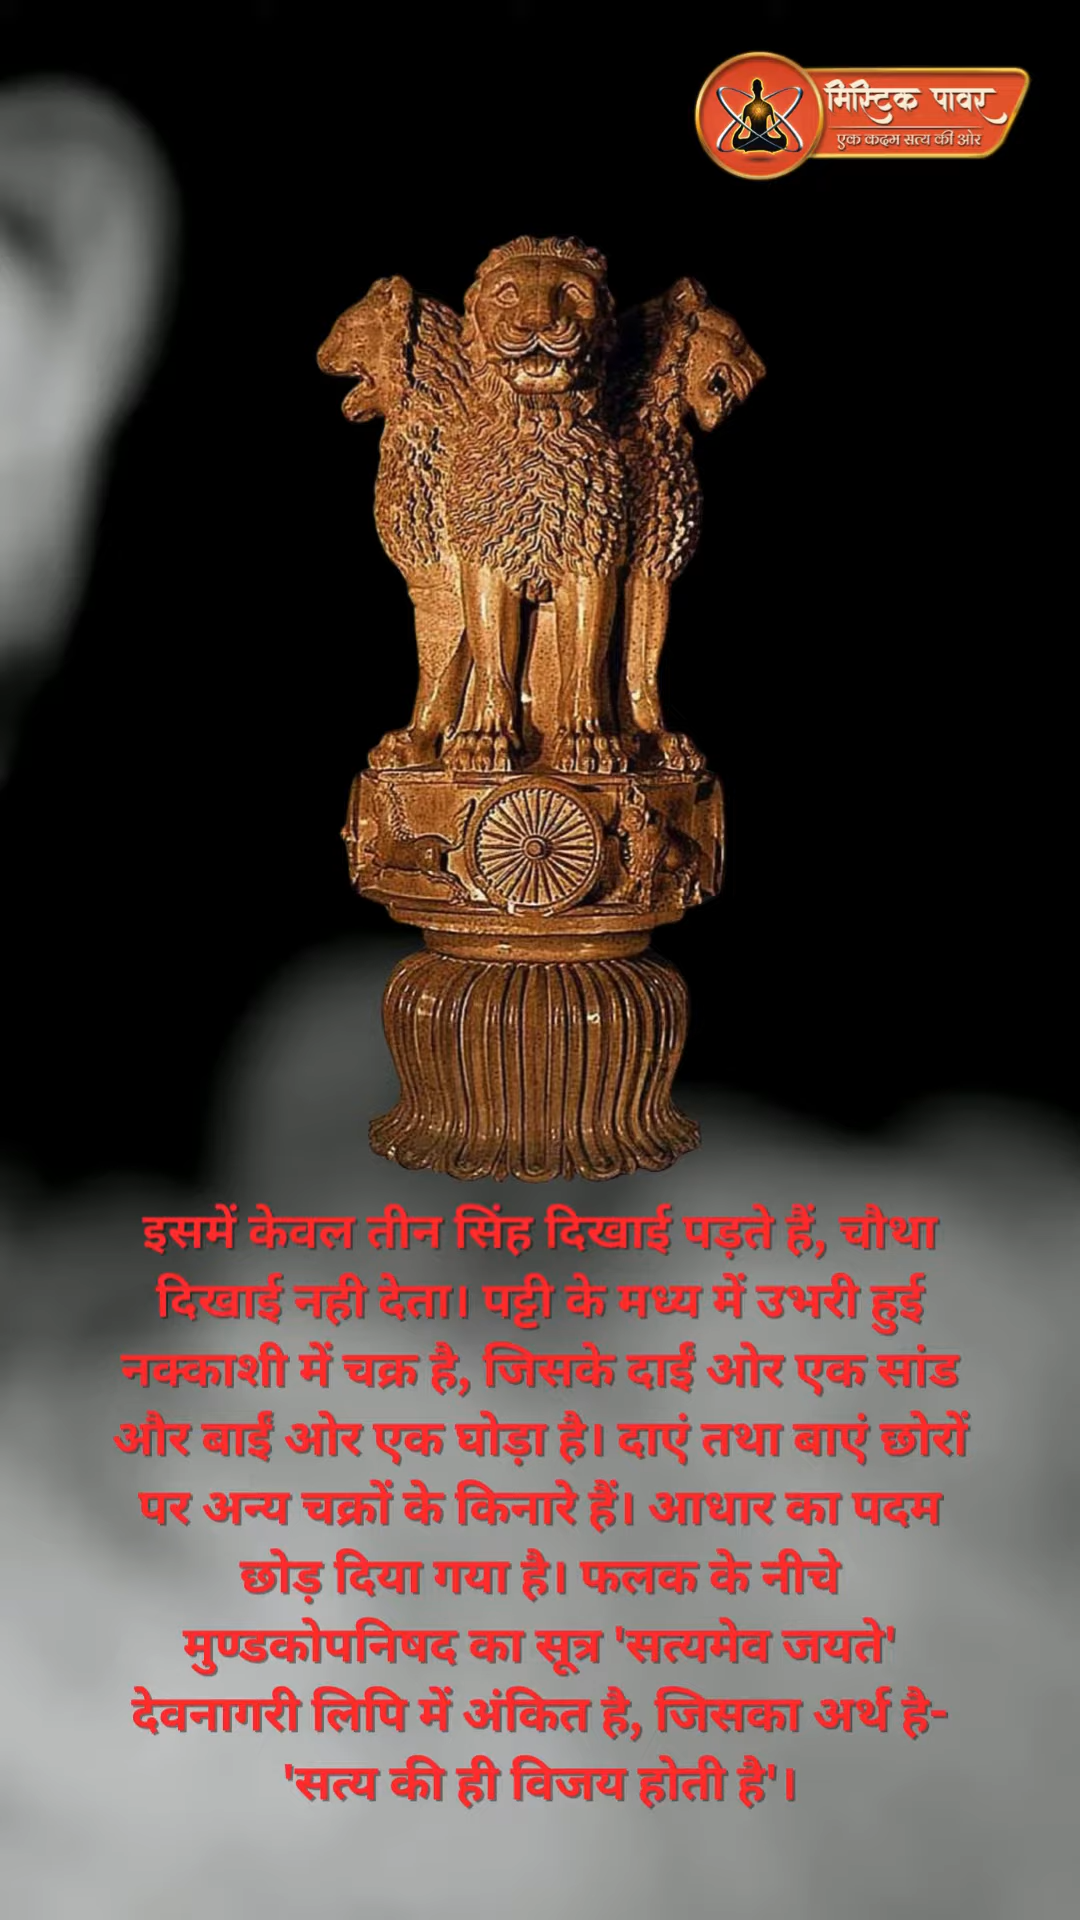 मिस्टिक पावर
एक कदम सत्य की ओर
इसमें केवल तीन सिंह दिखाई पड़ते हैं, चौथा
दिखाई नही देता। पट्टी के मध्य में उभरी हुई
नक्काशी में चक्र है, जिसके दाईं ओर एक सांड
और बाईं ओर एक घोड़ा है। दाएं तथा बाएं छोरों
पर अन्य चक्रों के किनारे हैं। आधार का पदम
छोड़ दिया गया है। फलक के नीचे
मुण्डकोपनिषद का सूत्र 'सत्यमेव जयते'
देवनागरी लिपि में अंकित है, जिसका अर्थ है-
'सत्य की ही विजय होती है'।